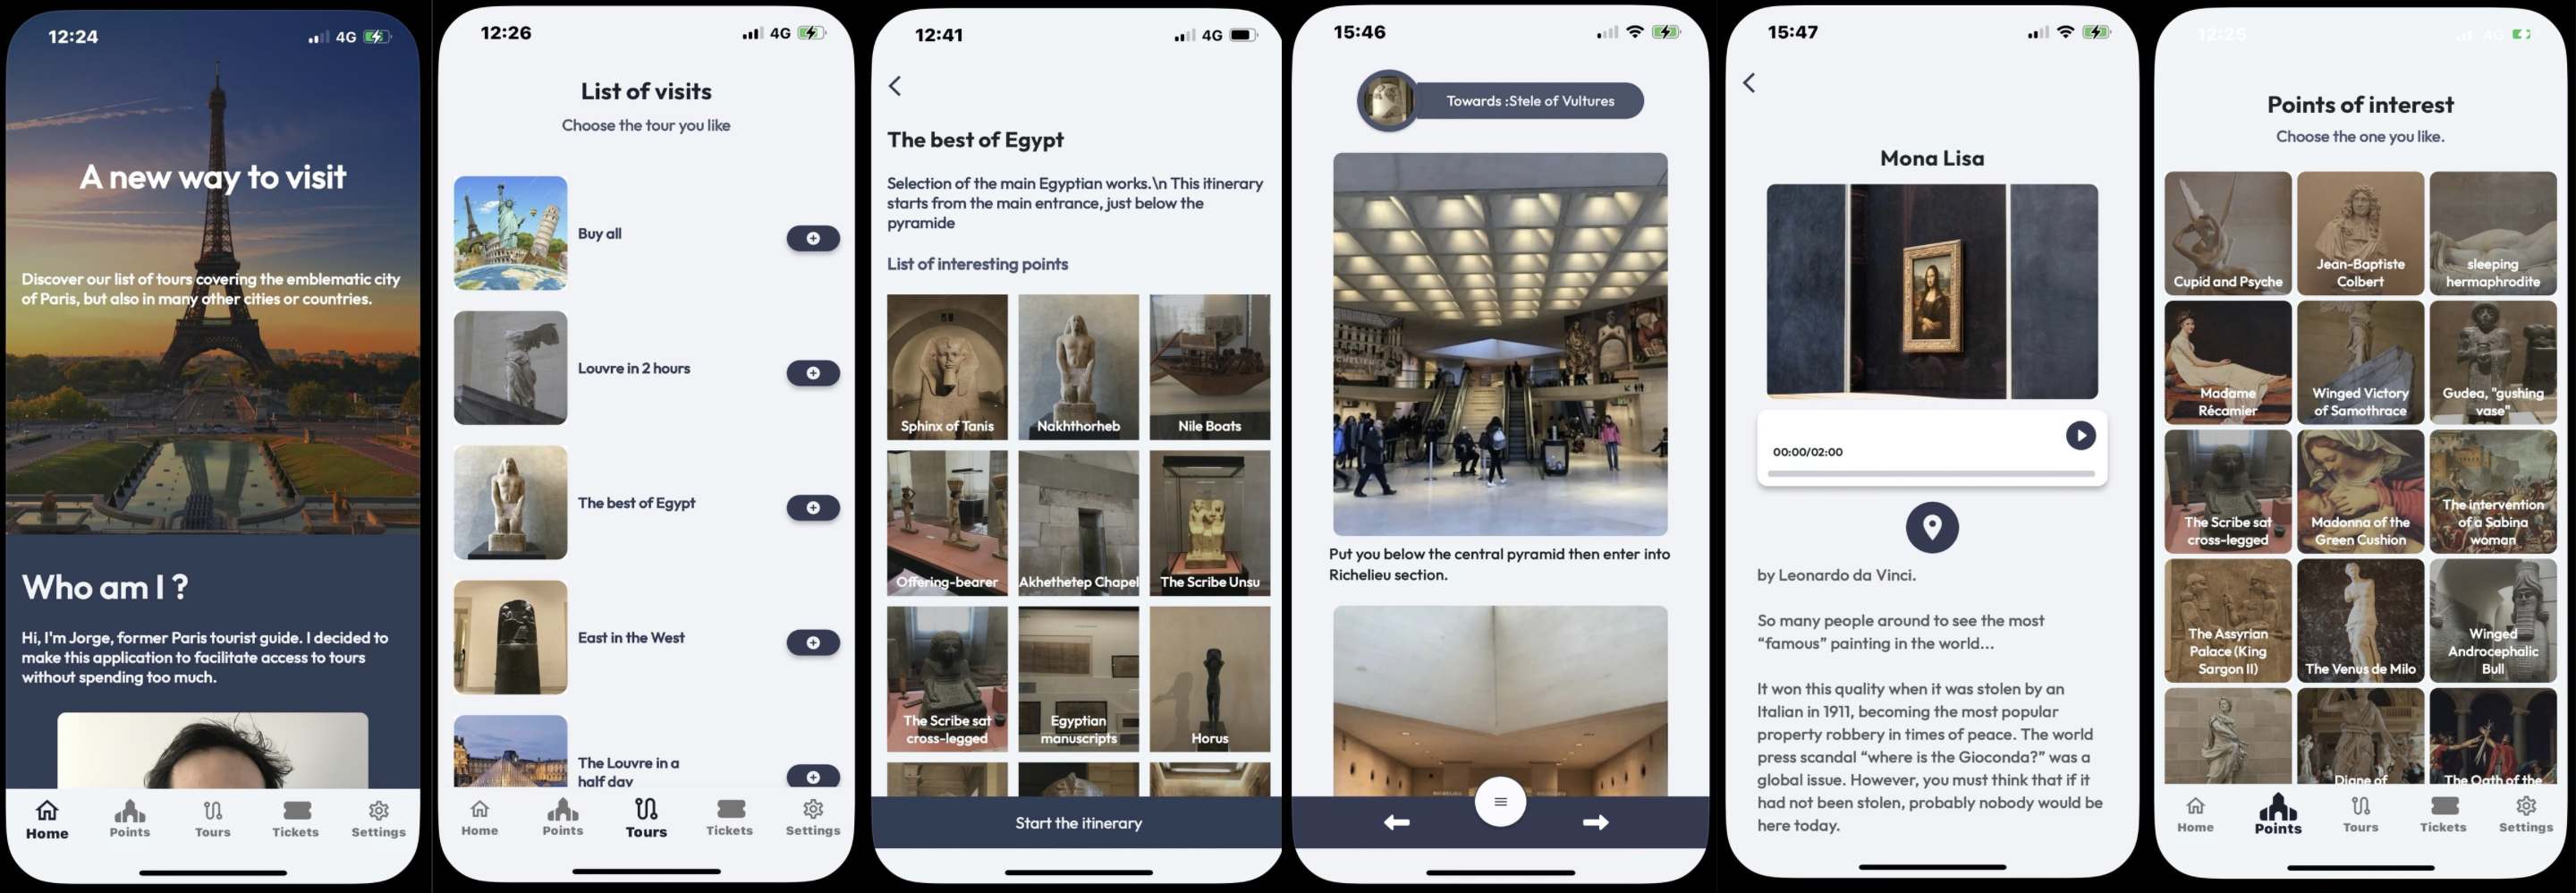 12:24
4G
A new way to visit
Discover our list of tours covering the emblematic city
of Paris, but also in many other cities or countries.
Who am I ?
Hi, I'm Jorge, former Paris tourist guide. I decided to
make this application to facilitate access to tours
without spending too much.
Home
Points
Tours
Tickets
Settings
12:26
4G
List of visits
Choose the tour you like
Buy all
Louvre in 2 hours
The best of Egypt
East in the West
The Louvre in a
half day
Home
Points
Tours
Tickets
Settings
12:41
4G
The best of Egypt
Selection of the main Egyptian works.\n This itinerary
starts from the main entrance, just below the
pyramide
List of interesting points
Sphinx of Tanis
Nakhthorheb
Nile Boats
Offering-bearer
Akhethetep Chapel
The Scribe Unsu
The Scribe sat
cross-legged
Egyptian
manuscripts
Horus
Start the itinerary
15:46
Towards :Stele of Vultures
Put you below the central pyramid then enter into
Richelieu section.
15:47
Mona Lisa
00:00/02:00
by Leonardo da Vinci.
So many people around to see the most
“famous” painting in the world...
It won this quality when it was stolen by an
Italian in 1911, becoming the most popular
property robbery in times of peace. The world
press scandal “where is the Gioconda?” was a
global issue. However, you must think that if it
had not been stolen, probably nobody would be
here today.
12:25
4G
Points of interest
Choose the one you like.
Cupid and Psyche
Jean-Baptiste
Colbert
sleeping
hermaphrodite
Madame
Récamier
Winged Victory
of Samothrace
Gudea, "gushing
vase"
The Scribe sat
cross-legged
Madonna of the
Green Cushion
The intervention
of a Sabina
woman
The Assyrian
Palace (King
Sargon II)
The Venus de Milo
Winged
Androcephalic
Bull
Diane of
The Oath of the
Home
Points
Tours
Tickets
Settings